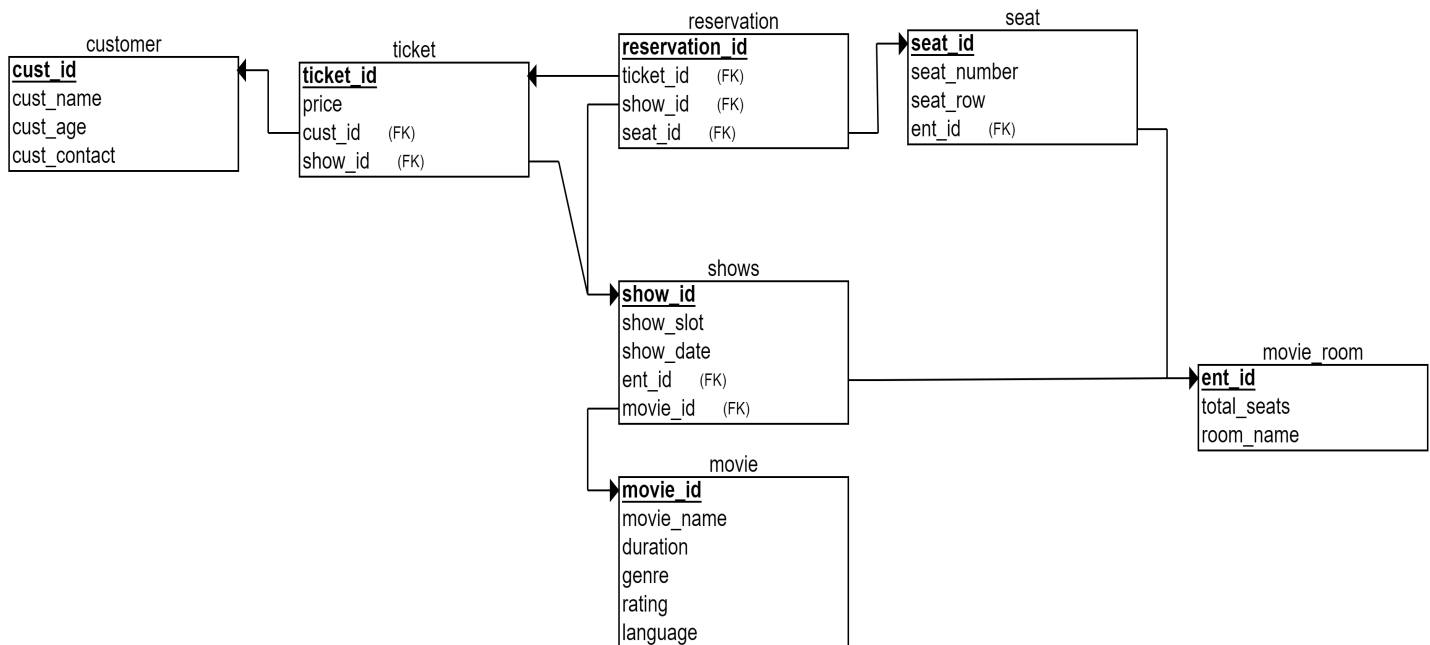 customer
cust_id
cust_name
cust_age
cust_contact
ticket
ticket_id
price
cust_id (FK)
show_id (FK)
reservation
reservation_id
ticket_id (FK)
show_id (FK)
seat_id (FK)
seat
seat_id
seat_number
seat_row
ent_id (FK)
shows
show_id
show_slot
show_date
ent_id (FK)
movie_id (FK)
movie_room
ent_id
total_seats
room_name
movie
movie_id
movie_name
duration
genre
rating
language